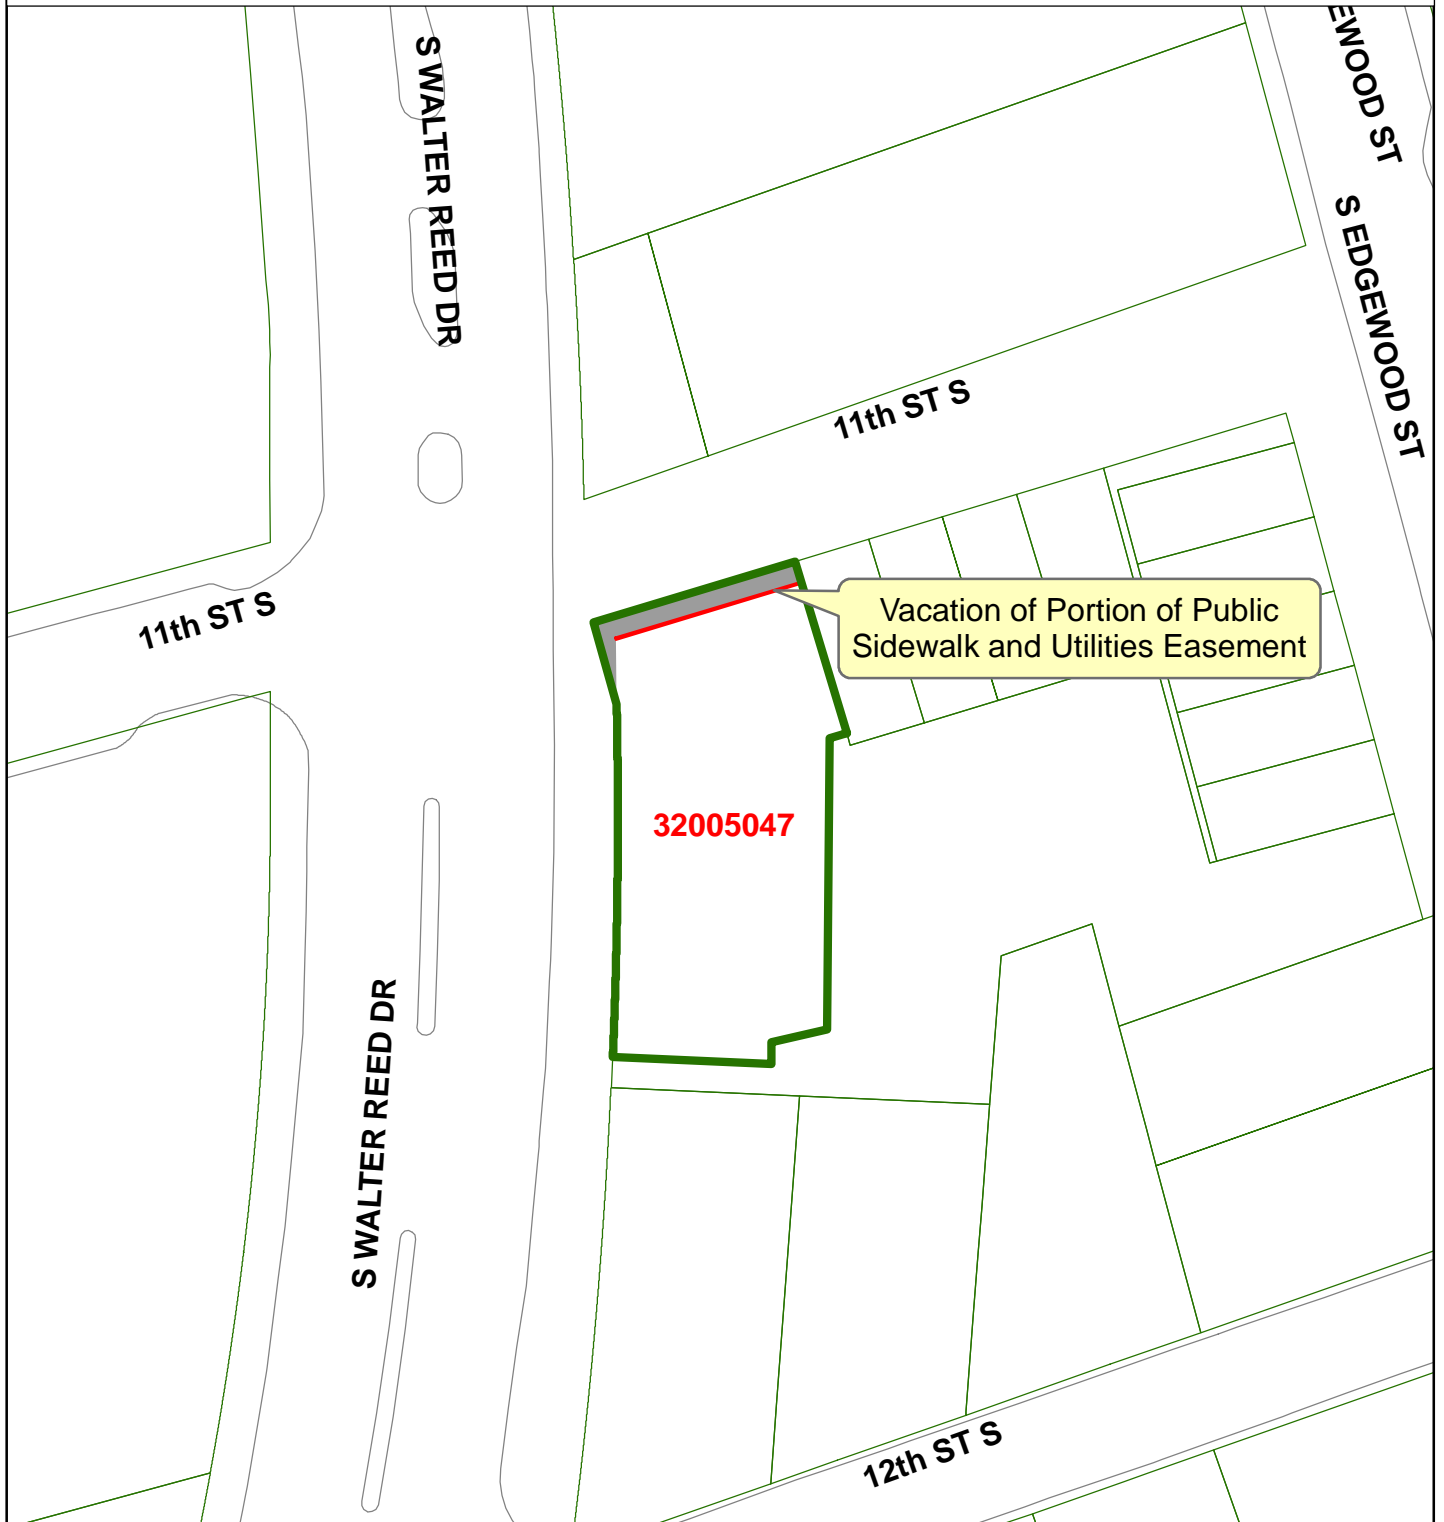 S WALTER REED DR
EWOOD ST
S EDGEWOOD ST
11th ST S
11th ST S
Vacation of Portion of Public
Sidewalk and Utilities Easement
32005047
S WALTER REED DR
12th ST S